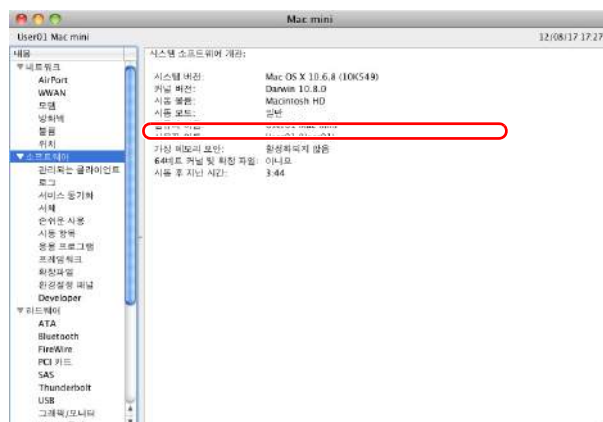 Mac mini
User01 Mac mini
12/08/17 17:27
내용
▼네트워크
AirPort
WWAN
모뎀
방화벽
볼륨
위치
▼소프트웨어
관리되는 클라이언트
로그
서비스 동기화
서체
손쉬운 사용
시동 항목
응용 프로그램
프레임워크
확장파일
환경설정 패널
Developer
▼하드웨어
ATA
Bluetooth
FireWire
PCI 카드
SAS
Thunderbolt
USB
그래픽/모니터
시스템 소프트웨어 개관:
시스템 버전: Mac OS X 10.6.8 (10K549)
커널 버전: Darwin 10.8.0
시동 볼륨: Macintosh HD
시동 모드: 일반
가상 메모리 보안: 활성화되지 않음
64비트 커널 및 확장 파일: 아니요
시동 후 지난 시간: 3:44